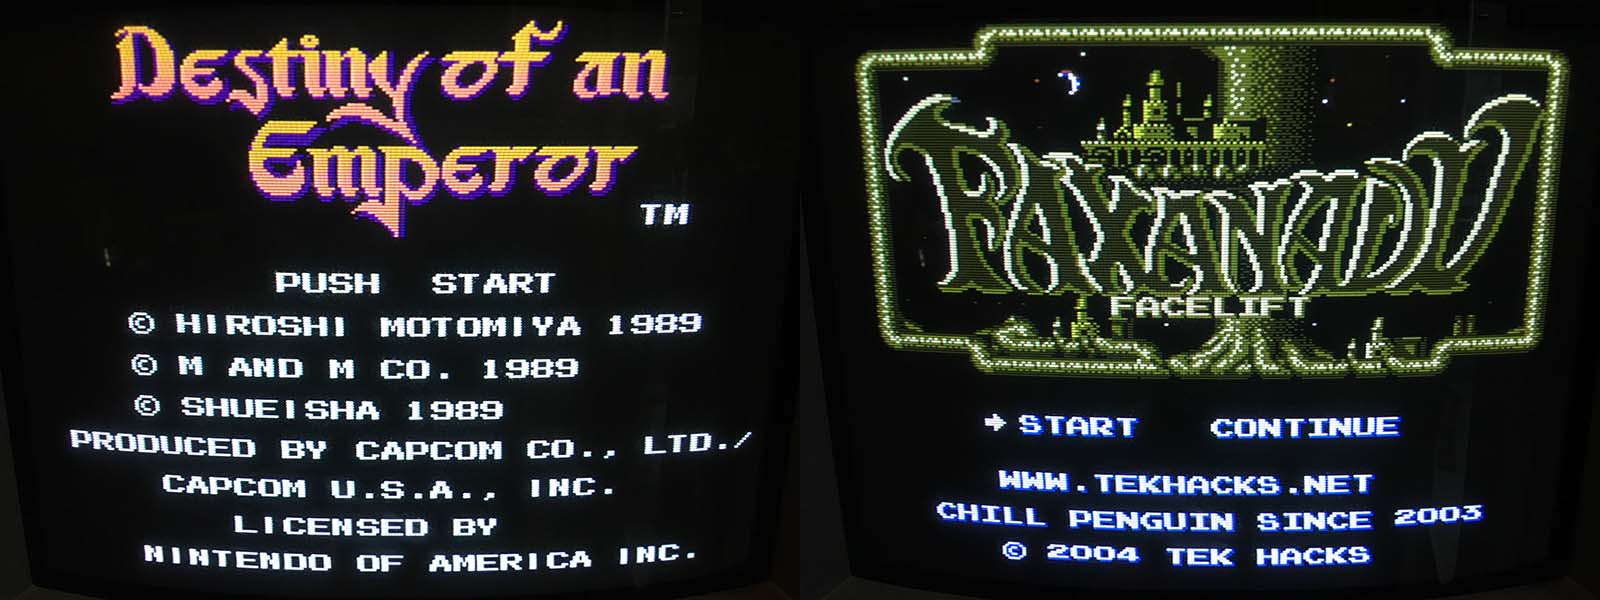 Destiny of an
Emperor
TM
PUSH START
© HIROSHI MOTOMIYA 1989
© M AND M CO. 1989
© SHUEISHA 1989
PRODUCED BY CAPCOM CO., LTD./
CAPCOM U.S.A., INC.
LICENSED BY
NINTENDO OF AMERICA INC.
FAXANADU
FACELIFT
→START CONTINUE
WWW.TEKHACKS.NET
CHILL PENGUIN SINCE 2003
© 2004 TEK HACKS